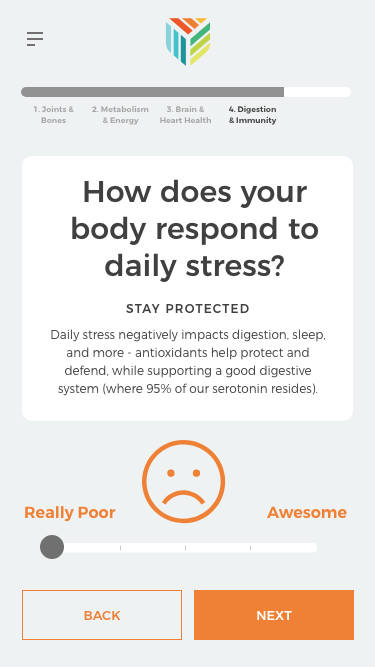 1. Joints &
Bones
2. Metabolism
& Energy
3. Brain &
Heart Health
4. Digestion
& Immunity
How does your
body respond to
daily stress?
STAY PROTECTED
Daily stress negatively impacts digestion, sleep,
and more - antioxidants help protect and
defend, while supporting a good digestive
system (where 95% of our serotonin resides).
Really Poor
Awesome
BACK
NEXT